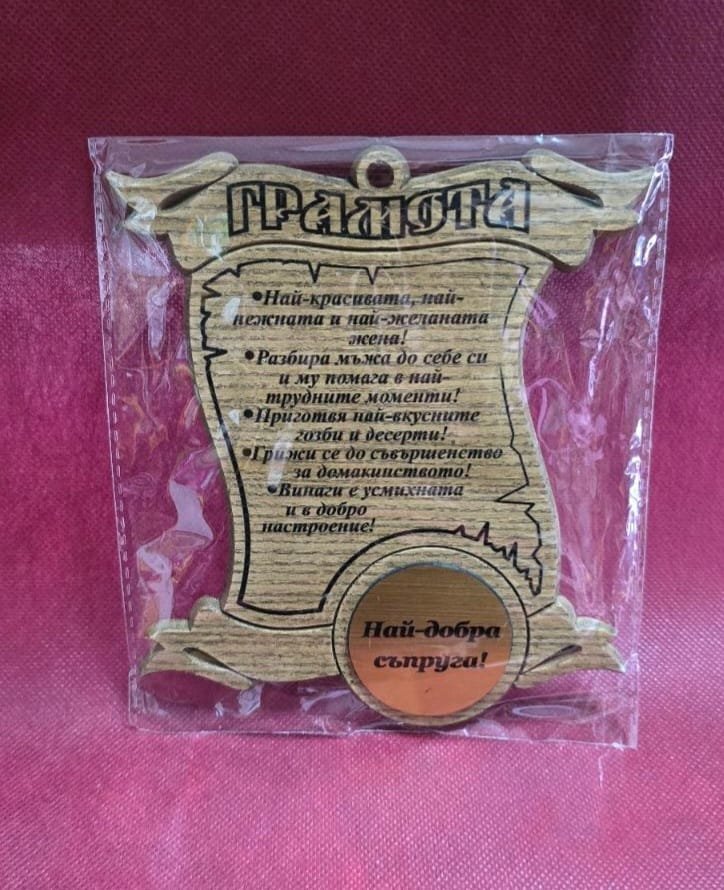 ГРАМОТА
•Най-красивата, най-
нежната и най-желаната
жена!
•Разбира мъжа до себе си
и му помага в най-
трудните моменти!
•Приготвя най-вкусните
гозби и десерти!
•Грижи се до съвършенство
за домакинството!
•Винаги е усмихната
и в добро
настроение!
Най-добра
съпруга!